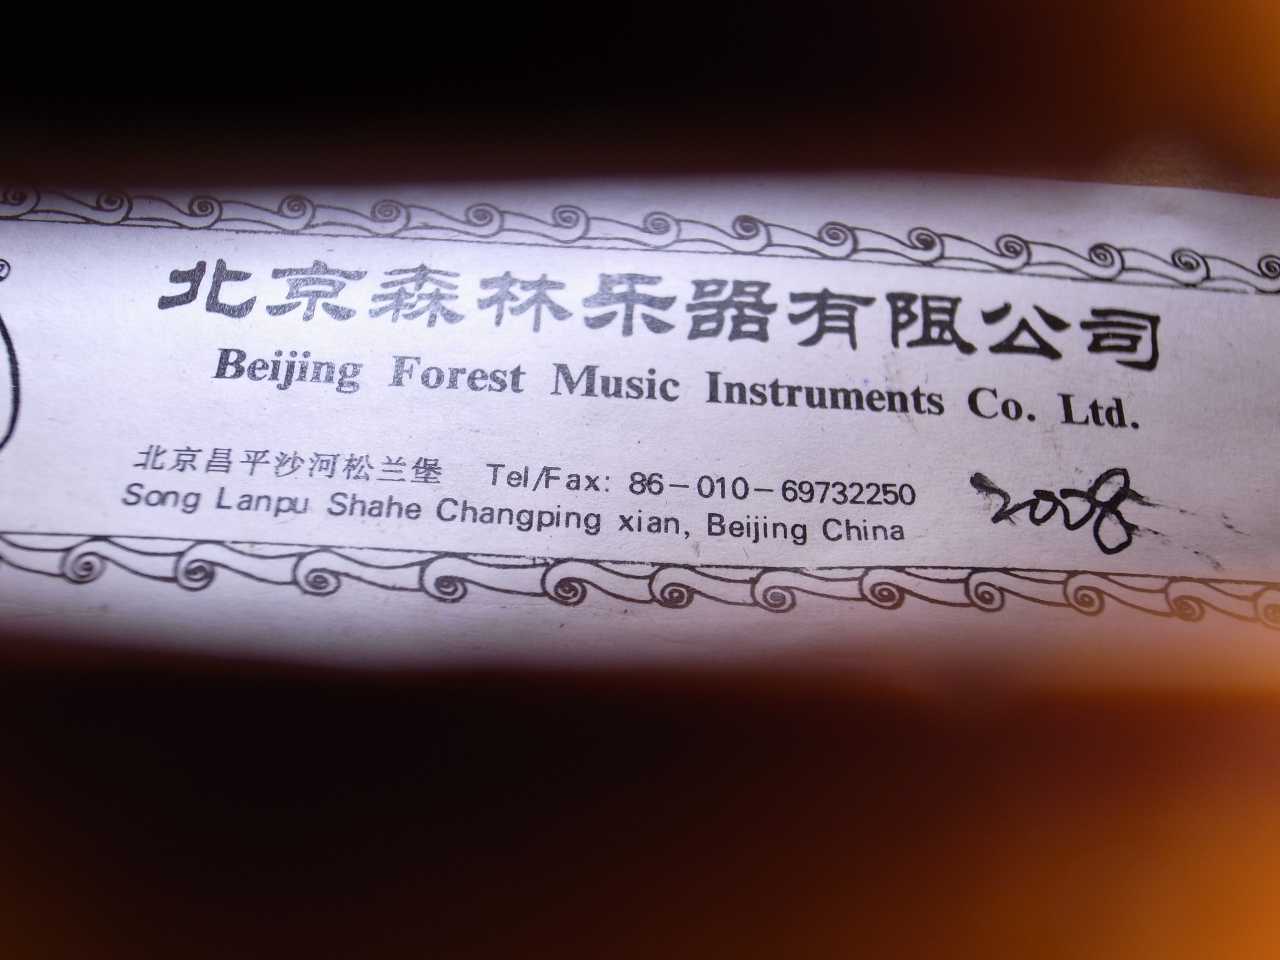 北京森林乐器有限公司
Beijing Forest Music Instruments Co. Ltd.
北京昌平沙河松兰堡 Tel/Fax: 86-010-69732250
Song Lanpu Shahe Changping xian, Beijing China
2008